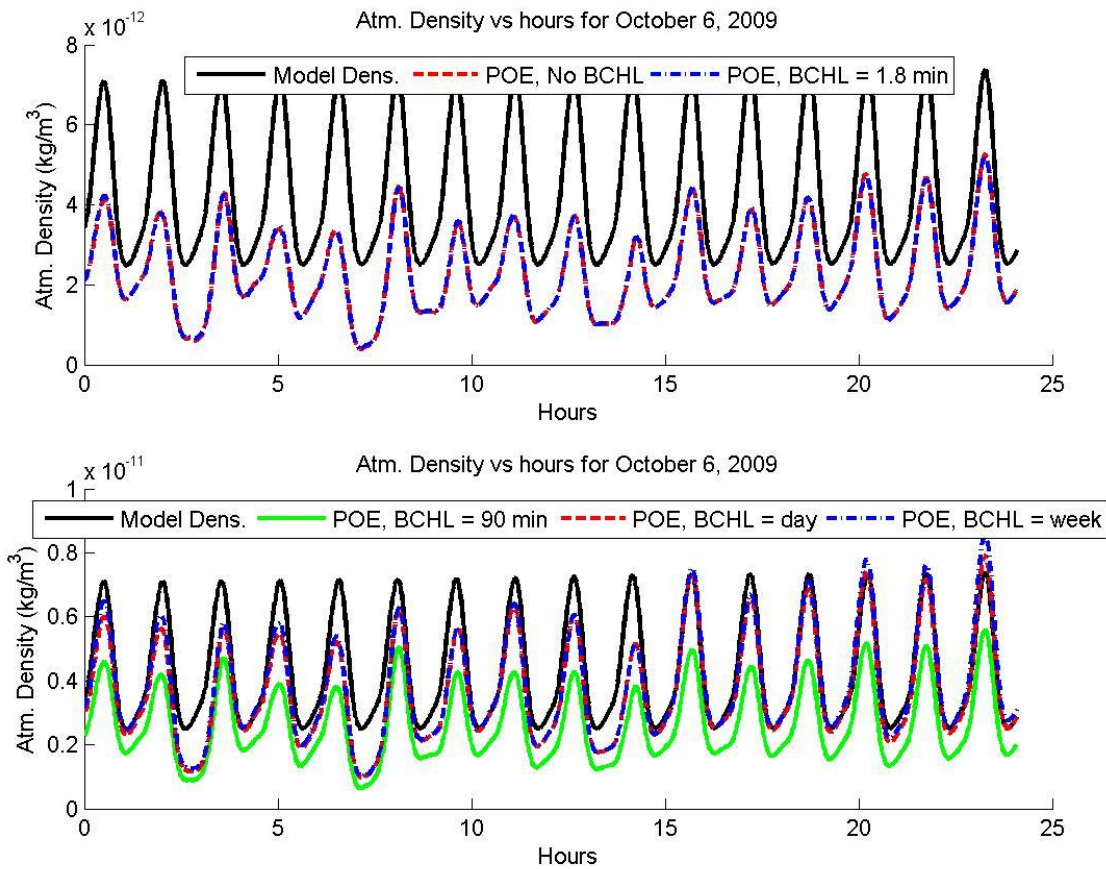 Atm. Density vs hours for October 6, 2009
x 10-12
Model Dens. POE, No BCHL POE, BCHL = 1.8 min
Atm. Density (kg/m3)
8
6
4
2
0
0 5 10 15 20 25
Hours
Atm. Density vs hours for October 6, 2009
x 10-11
Model Dens. POE, BCHL = 90 min POE, BCHL = day POE, BCHL = week
Atm. Density (kg/m3)
1
0.8
0.6
0.4
0.2
0
0 5 10 15 20 25
Hours